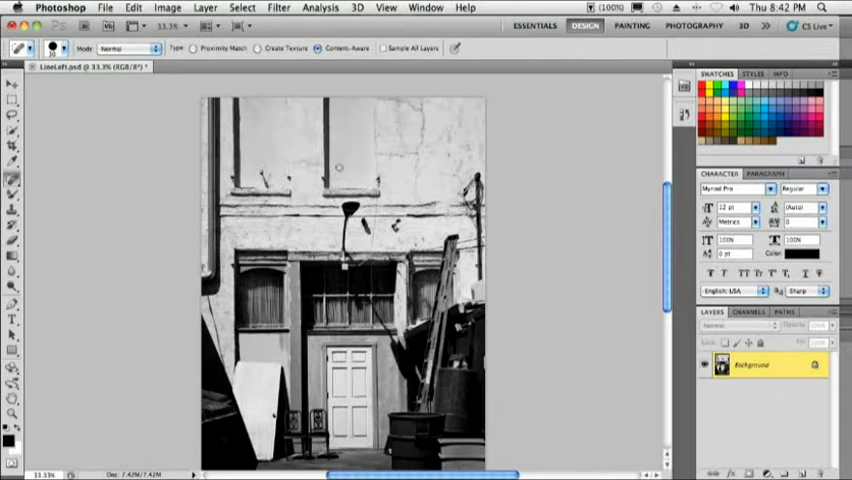 Photoshop File Edit Image Layer Select Filter Analysis 3D View Window Help (100%) Thu 8:42 PM
Ps 33.3% ESSENTIALS DESIGN PAINTING PHOTOGRAPHY 3D CS Live
Mode: Normal Type: Proximity Match Create Texture Content-Aware Sample All Layers
LineLeft.psd @ 33.3% (RGB/8*) *
SWATCHES STYLES INFO
CHARACTER PARAGRAPH
Myriad Pro Regular
12 pt (Auto)
Metrics 0
100% 100%
0 pt Color:
English: USA Sharp
LAYERS CHANNELS PATHS
Normal Opacity:
Lock: Fill:
Background
33.33% Doc: 7.42M/7.42M